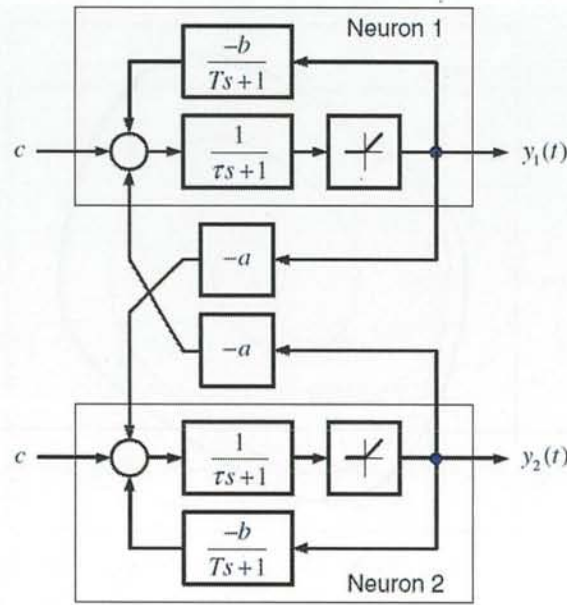 Neuron 1
-b
Ts+1
c
1
τs+1
y₁(t)
-a
-a
c
1
τs+1
y₂(t)
-b
Ts+1
Neuron 2